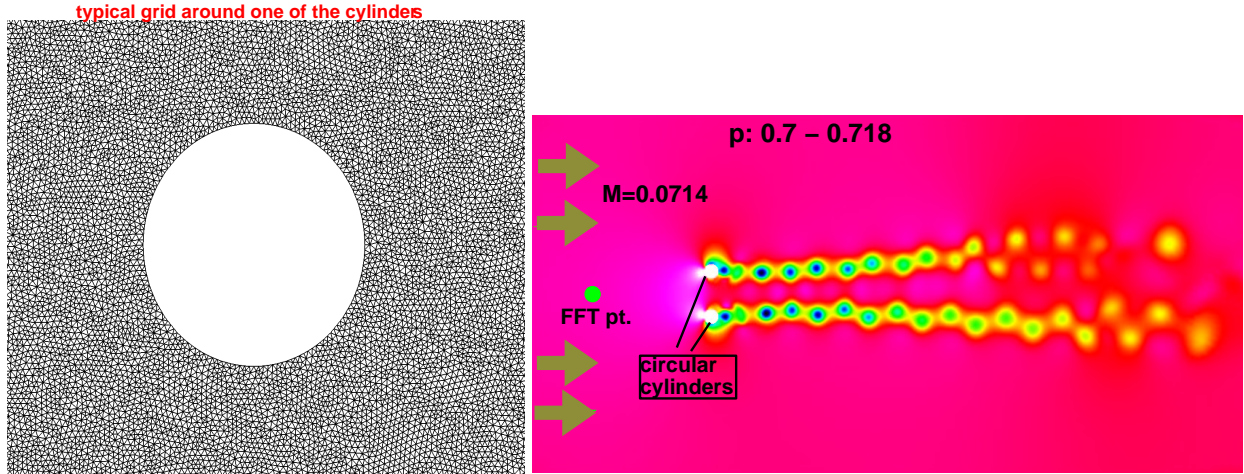 typical grid around one of the cylinders
p: 0.7 – 0.718
M=0.0714
FFT pt.
circular
cylinders